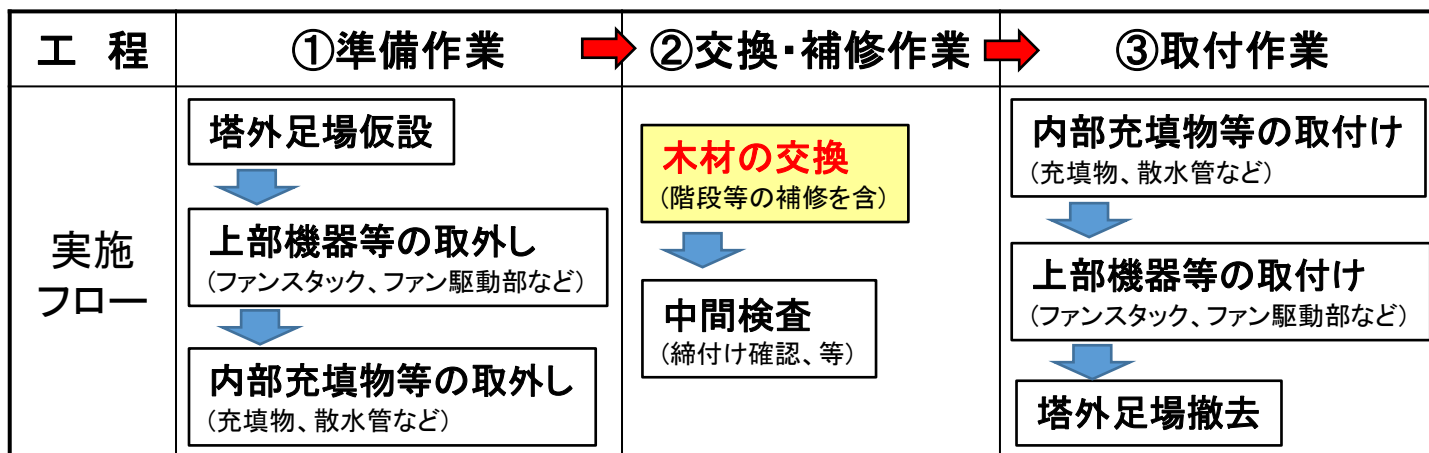 工 程
①準備作業
②交換・補修作業
③取付作業
実施
フロー
塔外足場仮設
上部機器等の取外し
(ファンスタック、ファン駆動部など)
内部充填物等の取外し
(充填物、散水管など)
木材の交換
(階段等の補修を含)
中間検査
(締付け確認、等)
内部充填物等の取付け
(充填物、散水管など)
上部機器等の取付け
(ファンスタック、ファン駆動部など)
塔外足場撤去